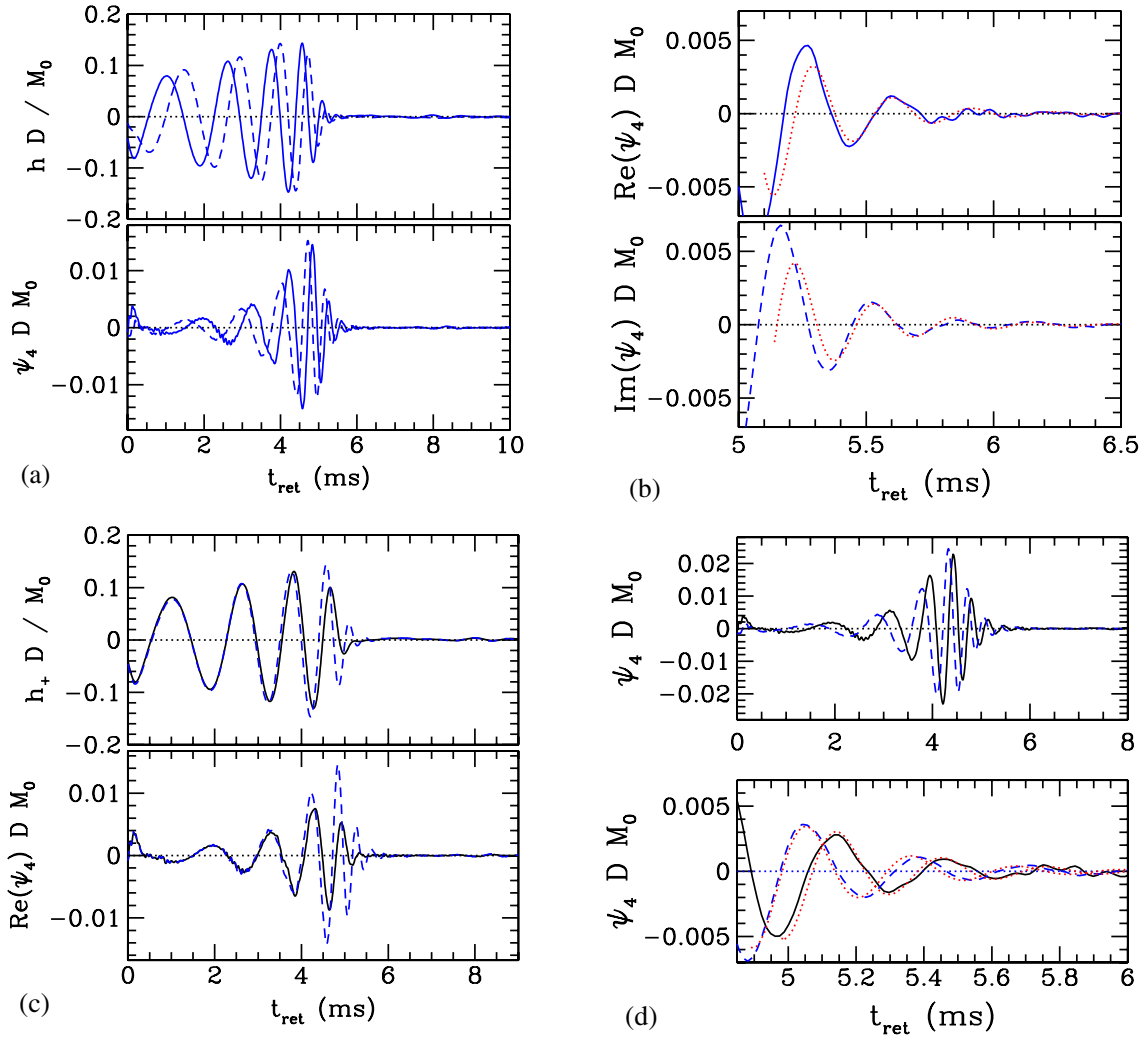 0.2
0.1
0
−0.1
−0.2
h D / M₀
0.01
0
−0.01
ψ₄ D M₀
0 2 4 6 8 10
t_ret (ms)
(a)
0.005
0
−0.005
Re(ψ₄) D M₀
0.005
0
−0.005
Im(ψ₄) D M₀
5 5.5 6 6.5
t_ret (ms)
(b)
0.2
0.1
0
−0.1
−0.2
h₊ D / M₀
0.01
0
−0.01
Re(ψ₄) D M₀
0 2 4 6 8
t_ret (ms)
(c)
0.02
0.01
0
−0.01
−0.02
ψ₄ D M₀
0 2 4 6 8
0.005
0
−0.005
ψ₄ D M₀
5 5.2 5.4 5.6 5.8 6
t_ret (ms)
(d)